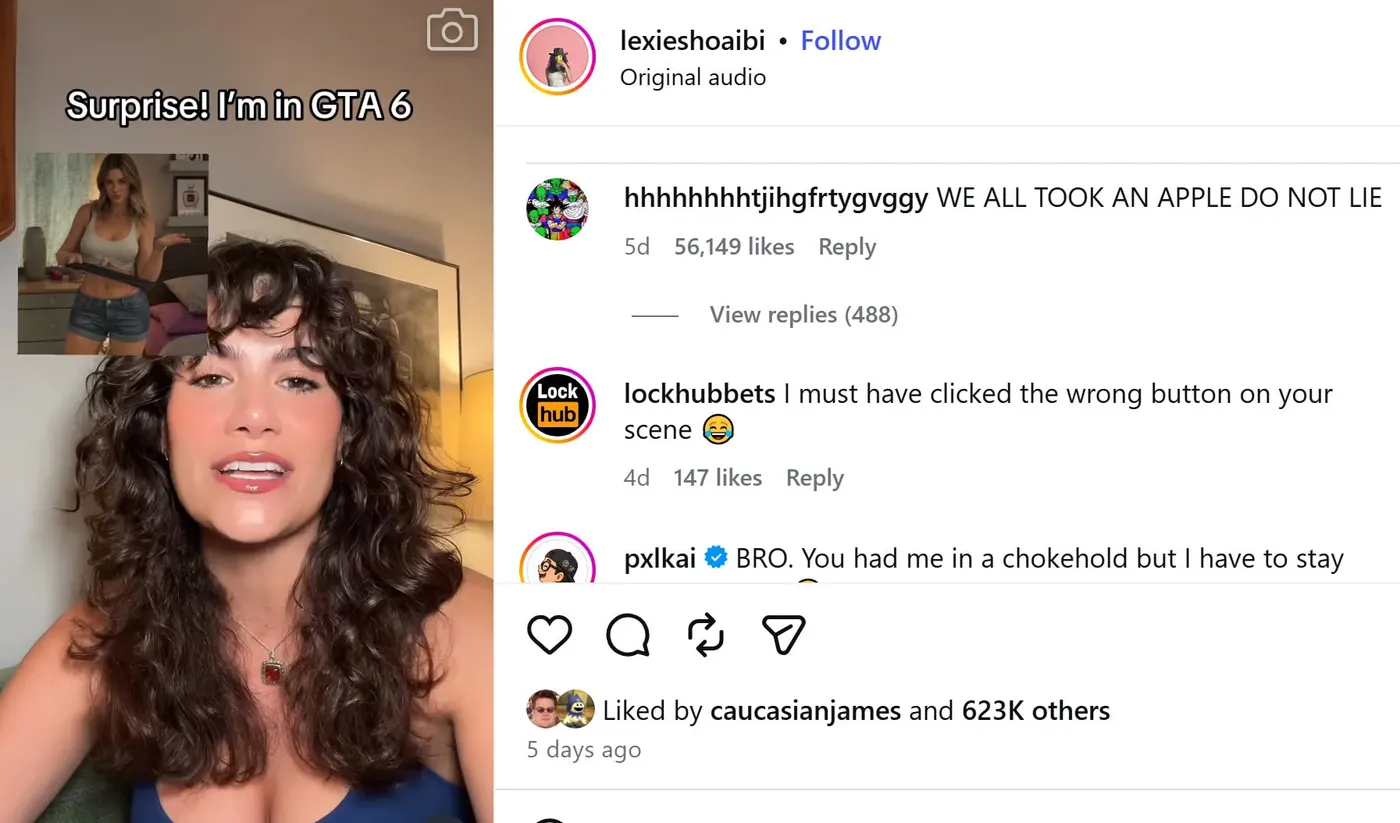 Surprise! I'm in GTA 6
lexieshoaibi • Follow
Original audio
hhhhhhhhtjihgfrtygvggy WE ALL TOOK AN APPLE DO NOT LIE
5d 56,149 likes Reply
View replies (488)
Lock
hub
lockhubbets I must have clicked the wrong button on your
scene 😂
4d 147 likes Reply
pxlkai BRO. You had me in a chokehold but I have to stay
Liked by caucasianjames and 623K others
5 days ago